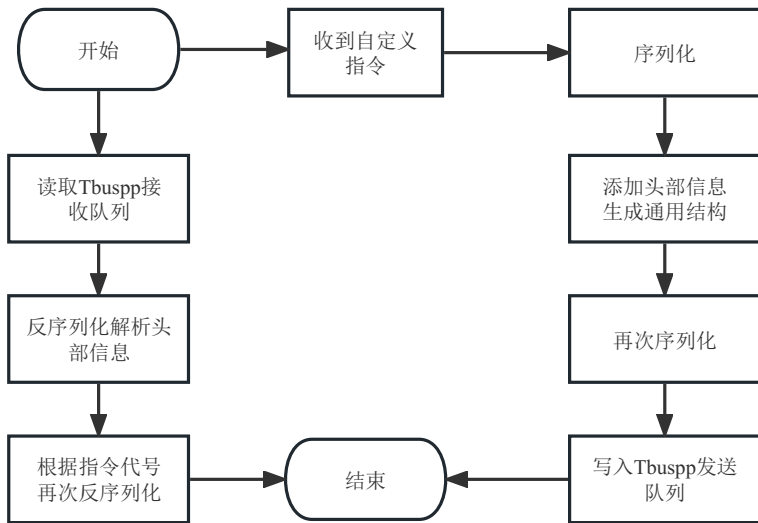 开始
收到自定义
指令
序列化
读取Tbuspp接
收队列
添加头部信息
生成通用结构
反序列化解析头
部信息
再次序列化
根据指令代号
再次反序列化
结束
写入Tbuspp发送
队列